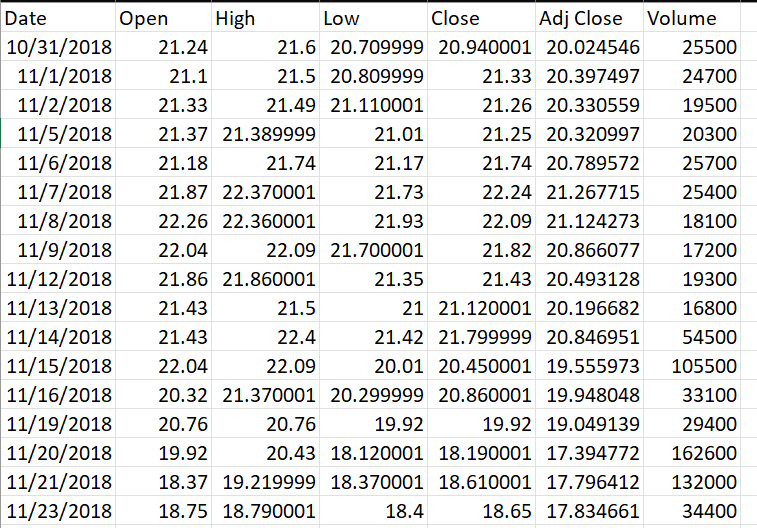 Date Open High Low Close Adj Close Volume
10/31/2018 21.24 21.6 20.709999 20.940001 20.024546 25500
11/1/2018 21.1 21.5 20.809999 21.33 20.397497 24700
11/2/2018 21.33 21.49 21.110001 21.26 20.330559 19500
11/5/2018 21.37 21.389999 21.01 21.25 20.320997 20300
11/6/2018 21.18 21.74 21.17 21.74 20.789572 25700
11/7/2018 21.87 22.370001 21.73 22.24 21.267715 25400
11/8/2018 22.26 22.360001 21.93 22.09 21.124273 18100
11/9/2018 22.04 22.09 21.700001 21.82 20.866077 17200
11/12/2018 21.86 21.860001 21.35 21.43 20.493128 19300
11/13/2018 21.43 21.5 21 21.120001 20.196682 16800
11/14/2018 21.43 22.4 21.42 21.799999 20.846951 54500
11/15/2018 22.04 22.09 20.01 20.450001 19.555973 105500
11/16/2018 20.32 21.370001 20.299999 20.860001 19.948048 33100
11/19/2018 20.76 20.76 19.92 19.92 19.049139 29400
11/20/2018 19.92 20.43 18.120001 18.190001 17.394772 162600
11/21/2018 18.37 19.219999 18.370001 18.610001 17.796412 132000
11/23/2018 18.75 18.790001 18.4 18.65 17.834661 34400